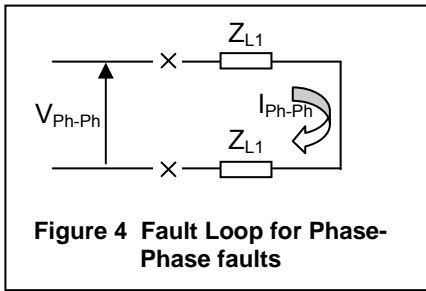 Z_L1
V_Ph-Ph
I_Ph-Ph
Z_L1
Figure 4 Fault Loop for Phase-
Phase faults